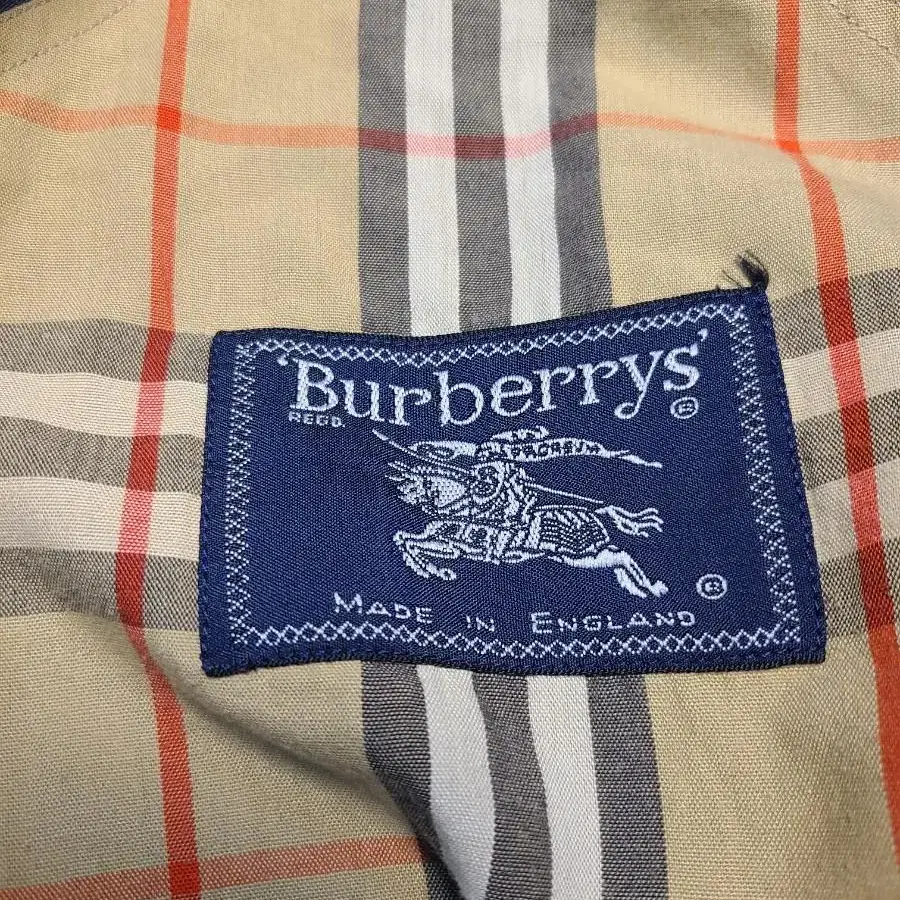 'Burberrys'
REGD. ®
PRORSUM
©
MADE IN ENGLAND